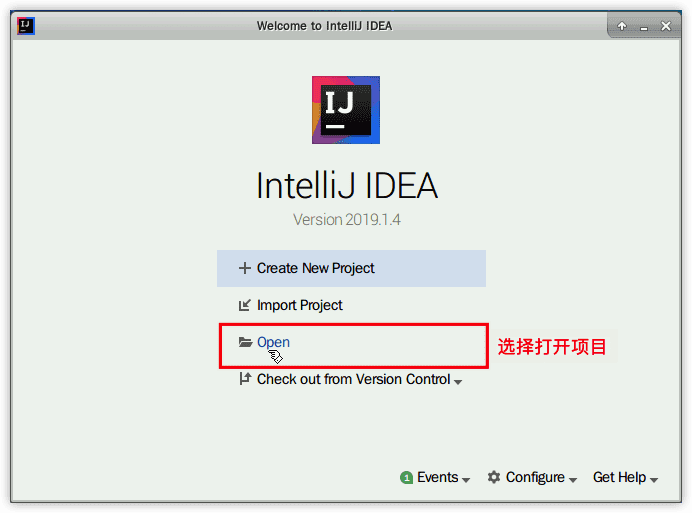 Welcome to IntelliJ IDEA
IJ
IntelliJ IDEA
Version 2019.1.4
Create New Project
Import Project
Open
选择打开项目
Check out from Version Control
1 Events
Configure
Get Help